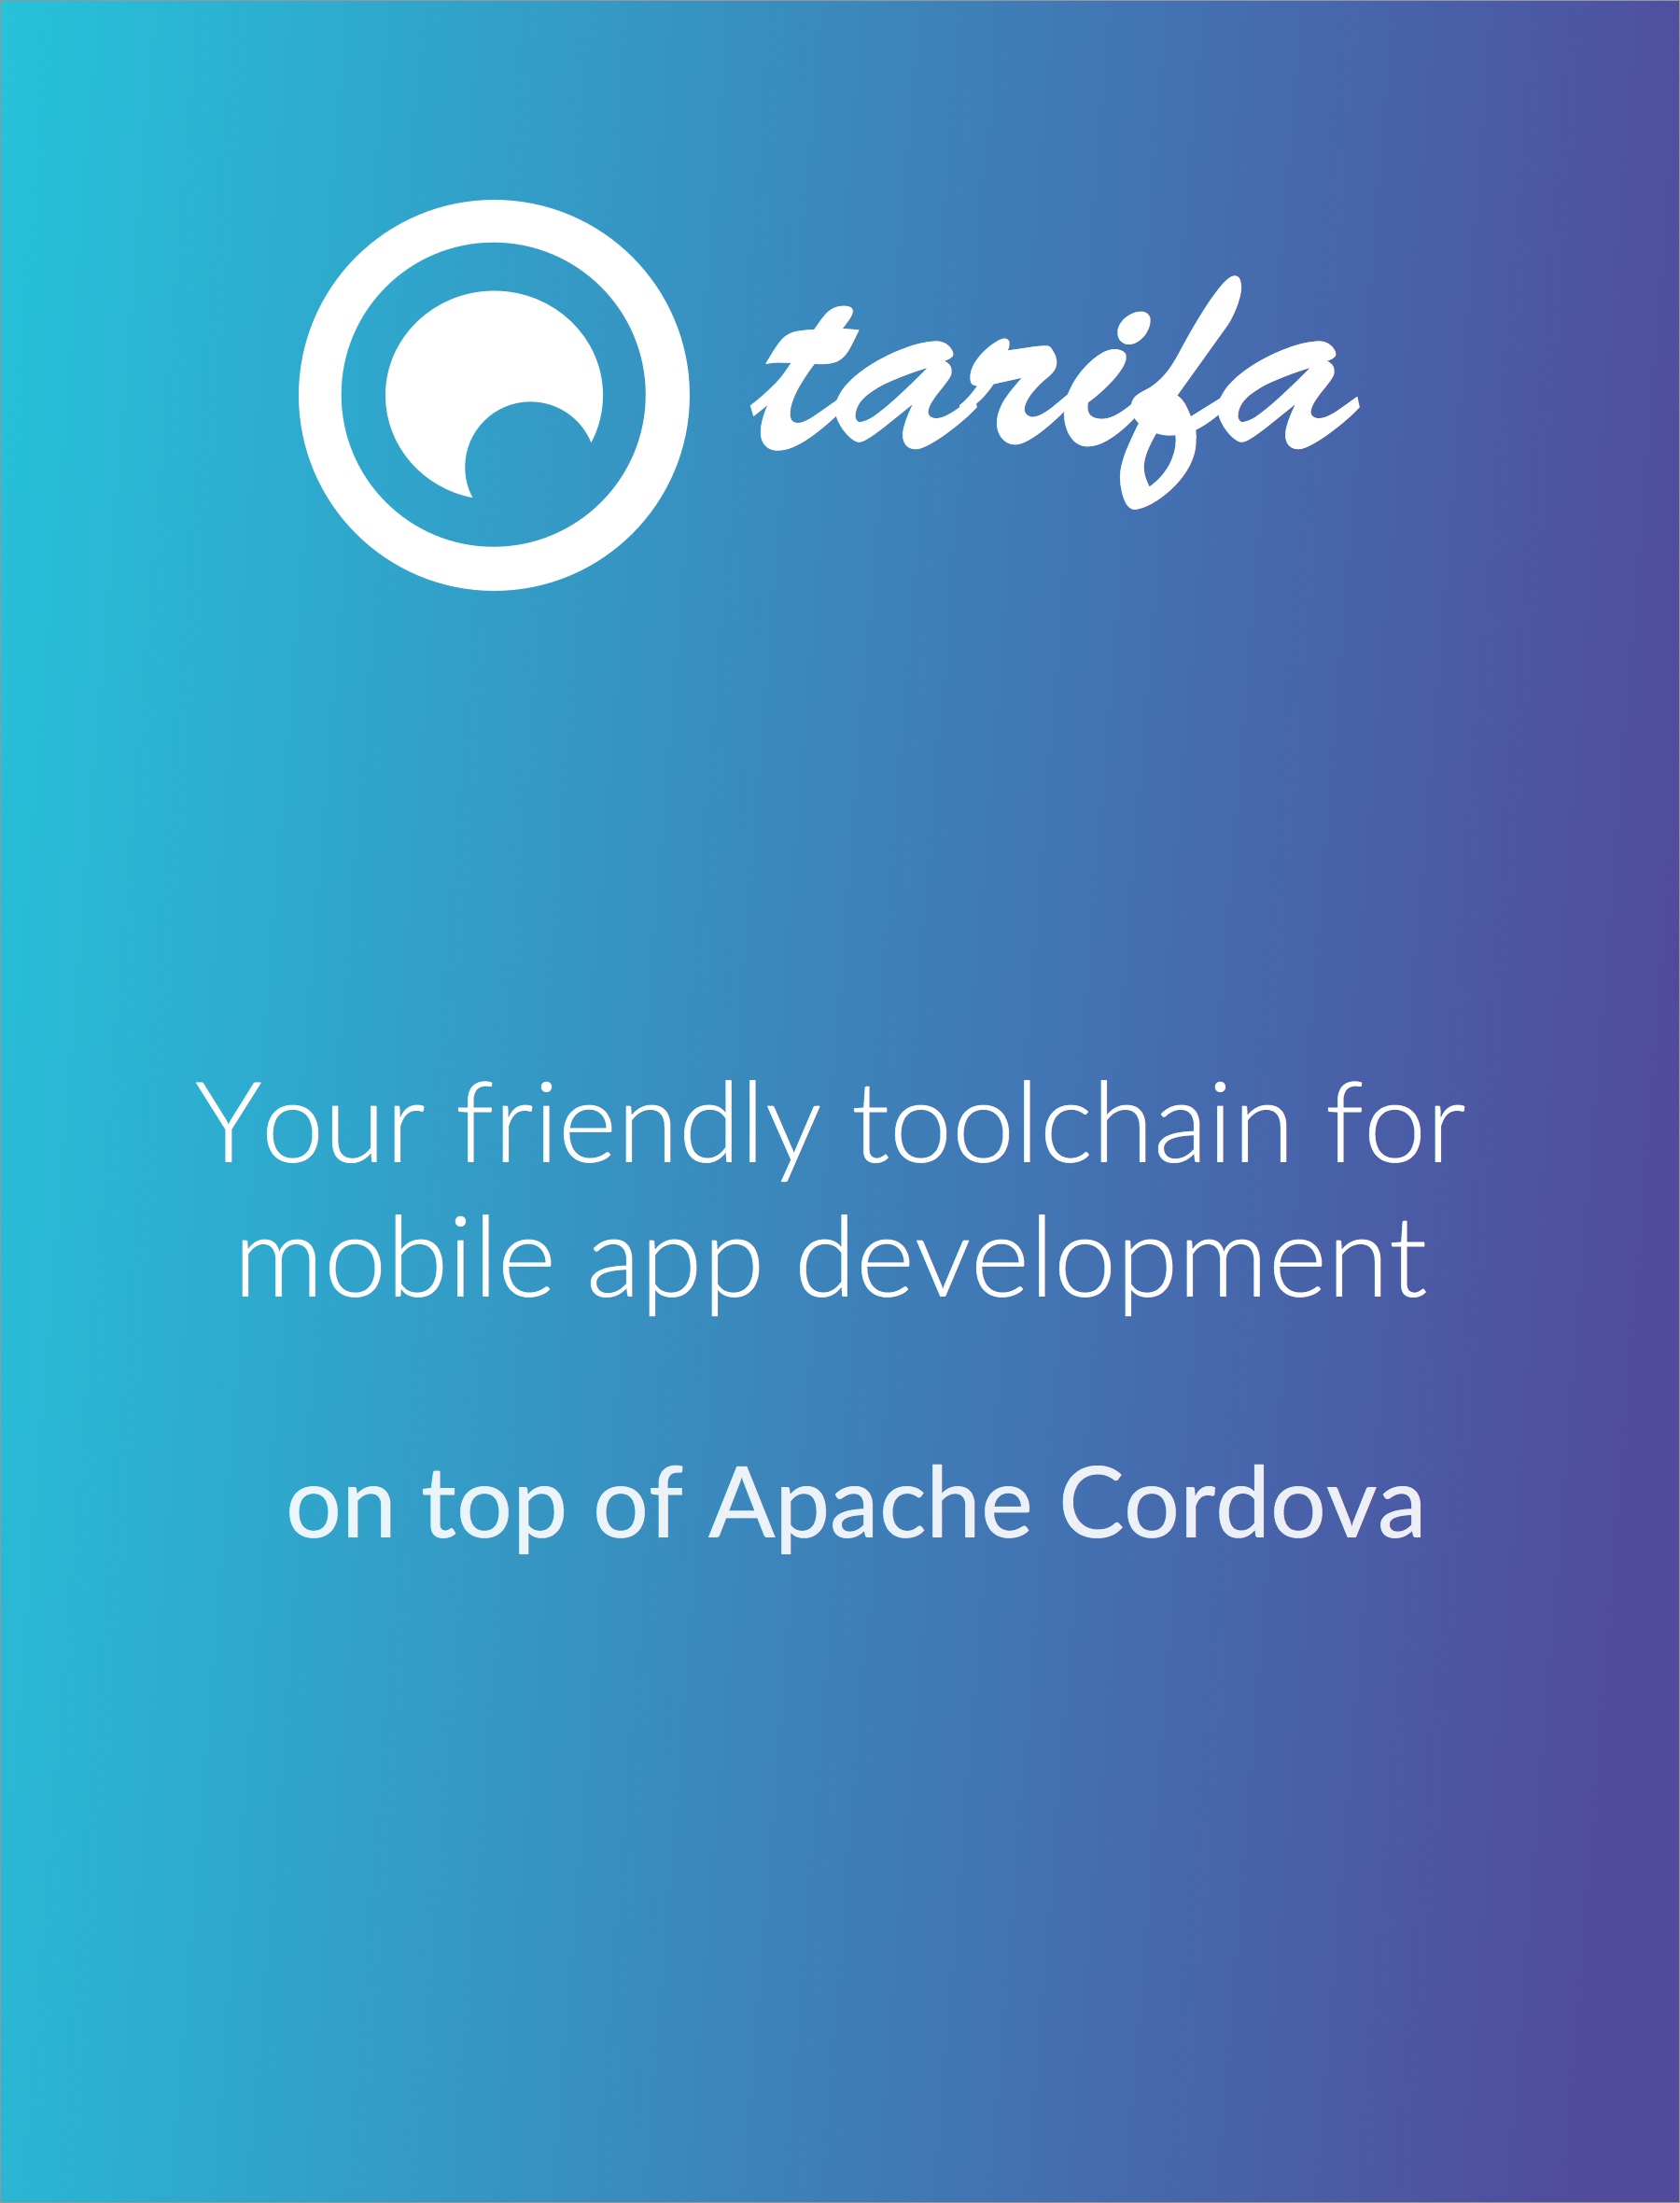 tarifa
Your friendly toolchain for
mobile app development
on top of Apache Cordova